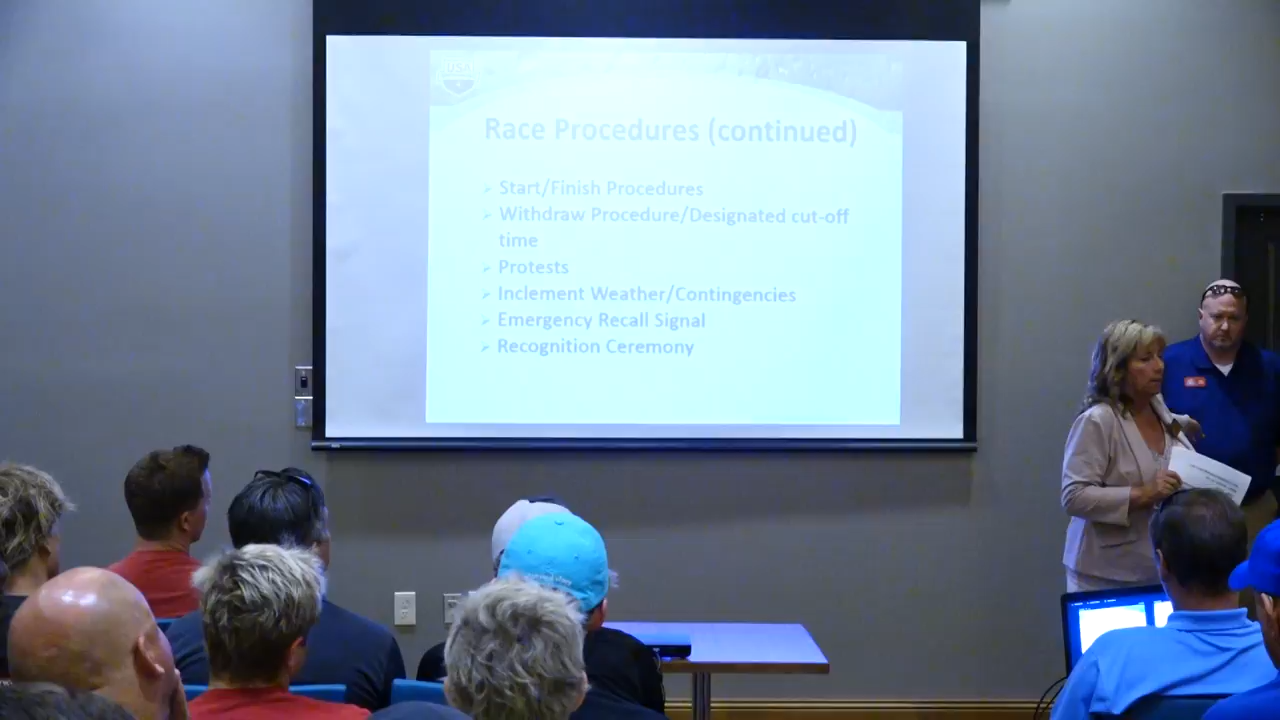 USA
Race Procedures (continued)
Start/Finish Procedures
Withdraw Procedure/Designated cut-off
time
Protests
Inclement Weather/Contingencies
Emergency Recall Signal
Recognition Ceremony